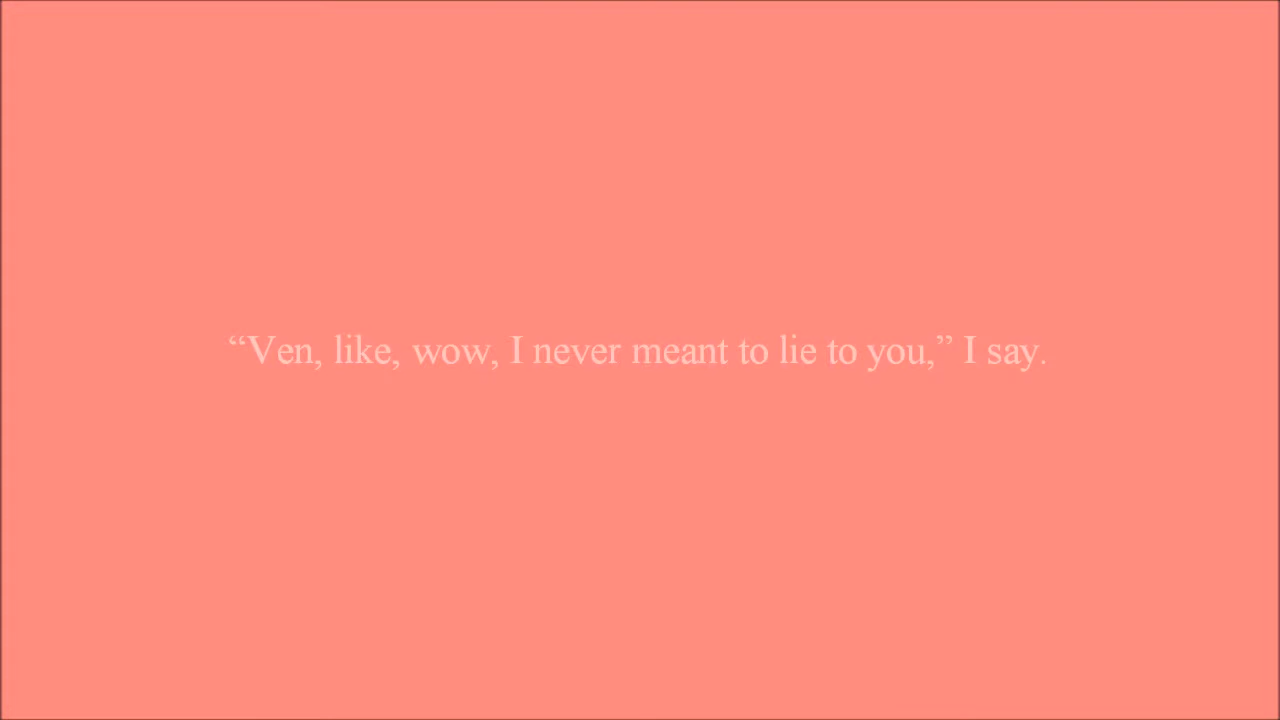 “Ven, like, wow, I never meant to lie to you,” I say.